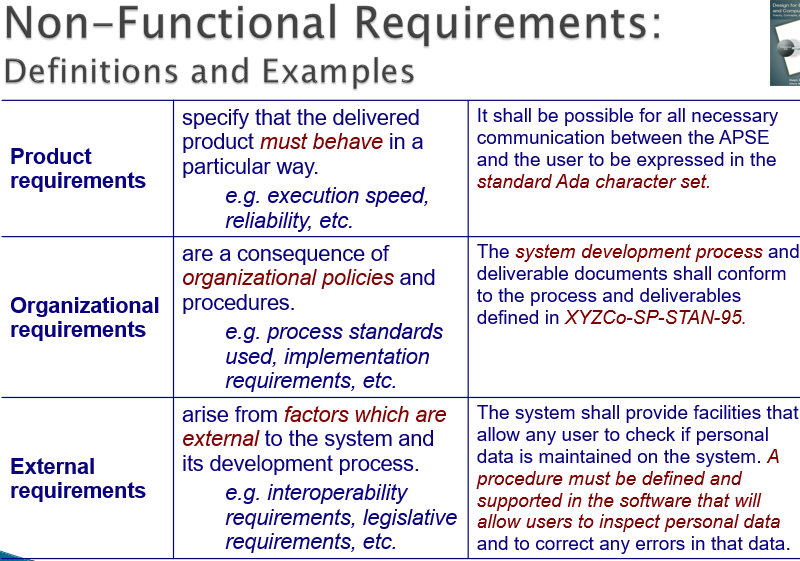 Non-Functional Requirements:
Definitions and Examples
Product
requirements
specify that the delivered
product must behave in a
particular way.
e.g. execution speed,
reliability, etc.
It shall be possible for all necessary
communication between the APSE
and the user to be expressed in the
standard Ada character set.
Organizational
requirements
are a consequence of
organizational policies and
procedures.
e.g. process standards
used, implementation
requirements, etc.
The system development process and
deliverable documents shall conform
to the process and deliverables
defined in XYZCo-SP-STAN-95.
External
requirements
arise from factors which are
external to the system and
its development process.
e.g. interoperability
requirements, legislative
requirements, etc.
The system shall provide facilities that
allow any user to check if personal
data is maintained on the system. A
procedure must be defined and
supported in the software that will
allow users to inspect personal data
and to correct any errors in that data.